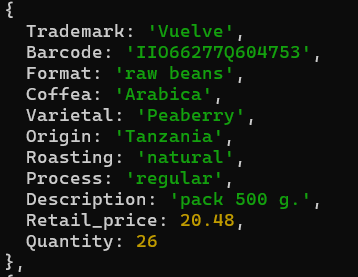 {
Trademark: 'Vuelve',
Barcode: 'IIO66277Q604753',
Format: 'raw beans',
Coffea: 'Arabica',
Varietal: 'Peaberry',
Origin: 'Tanzania',
Roasting: 'natural',
Process: 'regular',
Description: 'pack 500 g.',
Retail_price: 20.48,
Quantity: 26
},